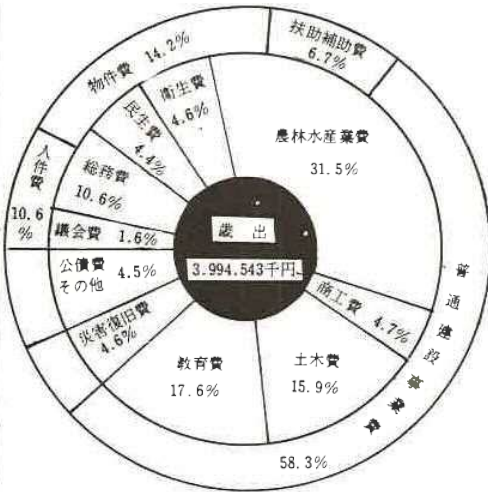 扶助補助費
6.7%
物件費 14.2%
人件費
10.6
%
普通建設事業費
58.3%
農林水産業費
31.5%
商工費 4.7%
土木費
15.9%
教育費
17.6%
災害復旧費
4.6%
公債費
その他 4.5%
議会費 1.6%
総務費
10.6%
民生費
4.4%
衛生費
4.6%
歳出
3.994.543千円